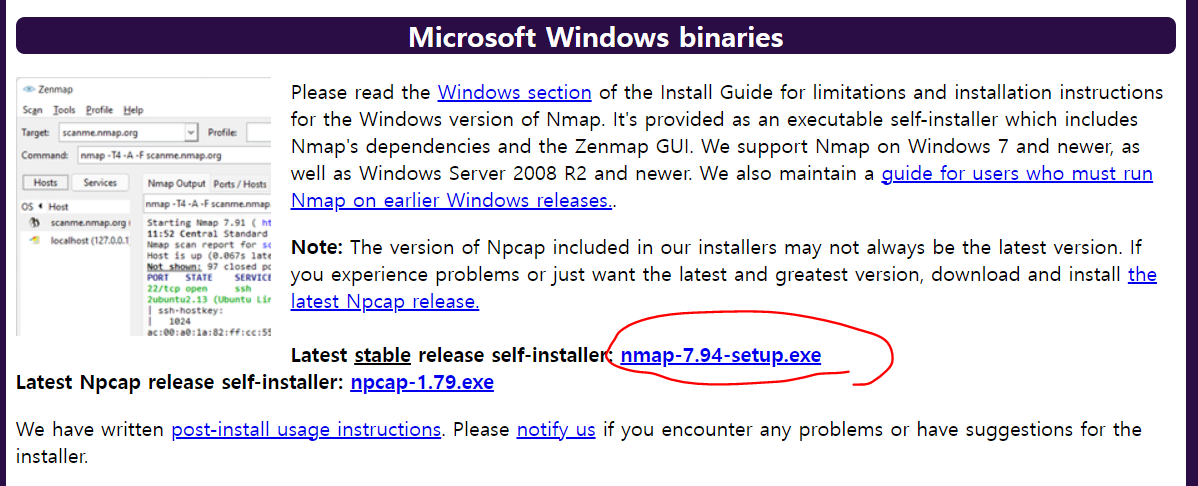 Microsoft Windows binaries
Zenmap
Scan Tools Profile Help
Target: scanme.nmap.org Profile:
Command: nmap -T4 -A -F scanme.nmap.org
Hosts Services
Nmap Output Ports / Hosts
OS Host
nmap -T4 -A -F scanme.nmap
scanme.nmap.org
localhost (127.0.0.1
Starting Nmap 7.91 ( ht
11:52 Central Standard
Nmap scan report for sc
Host is up (0.067s late
Not shown: 97 closed po
PORT STATE SERVICE
22/tcp open ssh
2ubuntu2.13 (Ubuntu Lin
| ssh-hostkey:
| 1024
ac:00:a0:1a:82:ff:cc:55
Please read the Windows section of the Install Guide for limitations and installation instructions
for the Windows version of Nmap. It's provided as an executable self-installer which includes
Nmap's dependencies and the Zenmap GUI. We support Nmap on Windows 7 and newer, as
well as Windows Server 2008 R2 and newer. We also maintain a guide for users who must run
Nmap on earlier Windows releases..
Note: The version of Npcap included in our installers may not always be the latest version. If
you experience problems or just want the latest and greatest version, download and install the
latest Npcap release.
Latest stable release self-installer: nmap-7.94-setup.exe
Latest Npcap release self-installer: npcap-1.79.exe
We have written post-install usage instructions. Please notify us if you encounter any problems or have suggestions for the
installer.